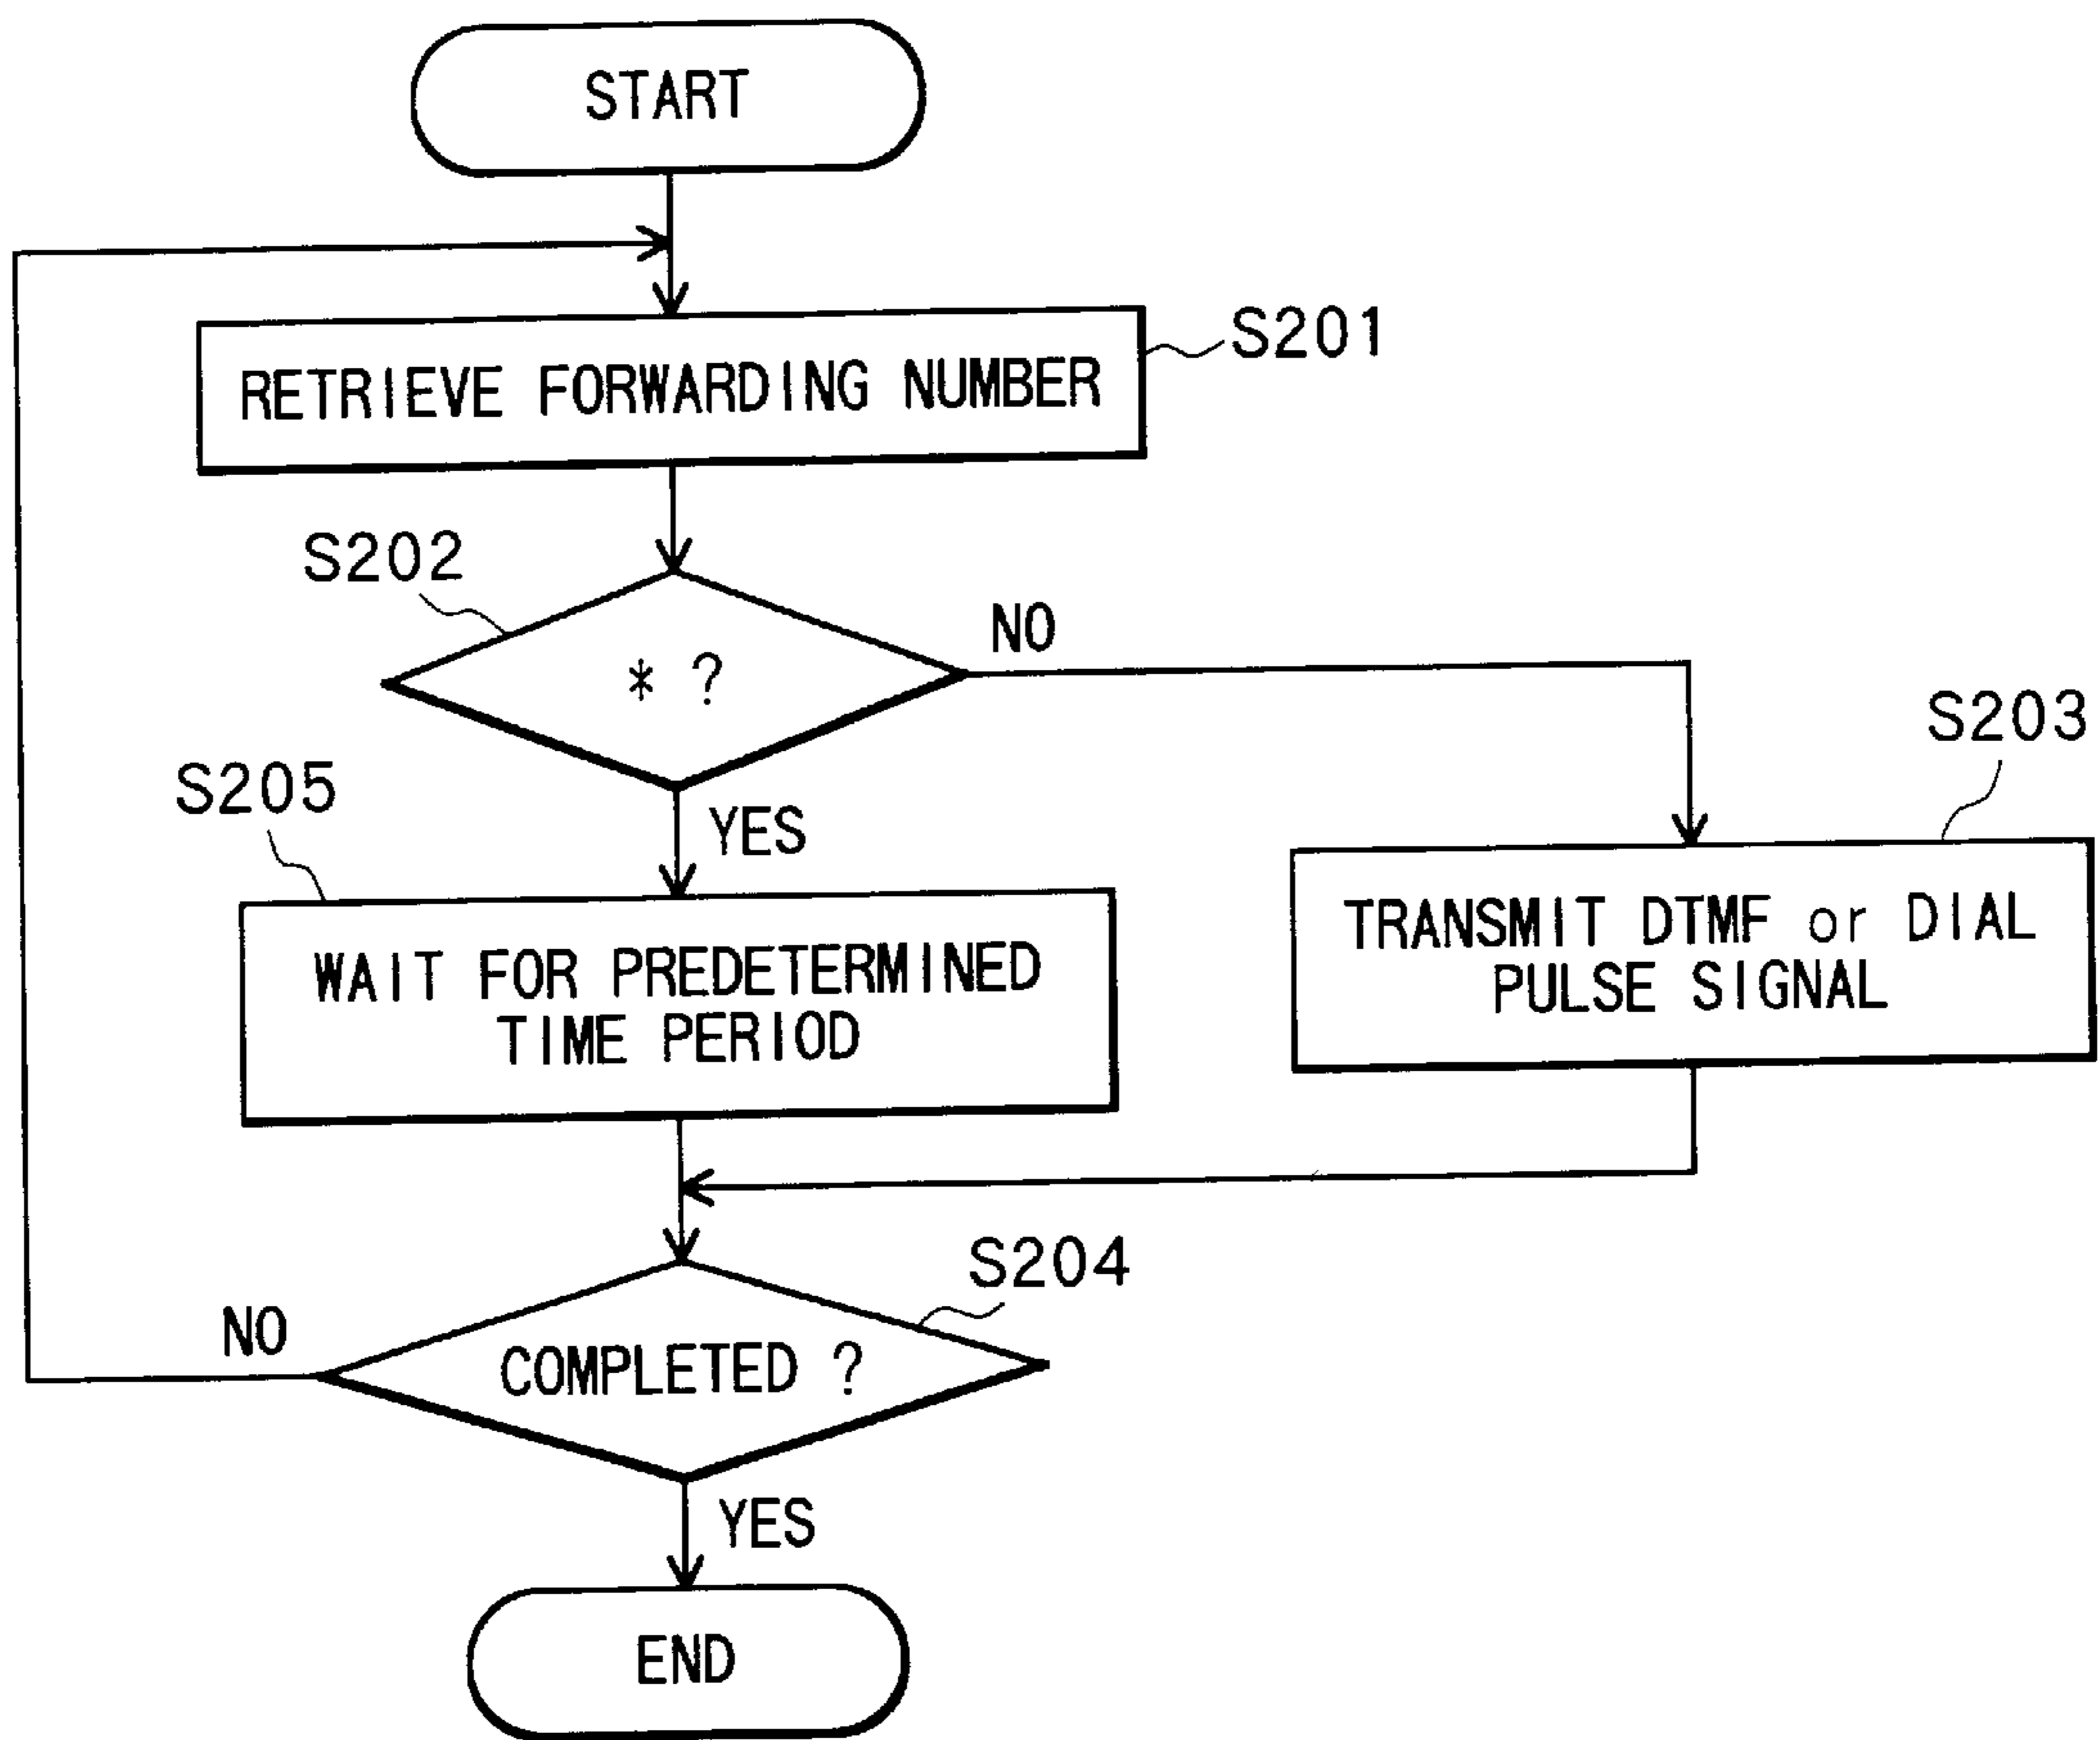 START
RETRIEVE FORWARDING NUMBER
S201
S202
* ?
NO
S203
S205
YES
WAIT FOR PREDETERMINED
TIME PERIOD
TRANSMIT DTMF or DIAL
PULSE SIGNAL
S204
NO
COMPLETED ?
YES
END